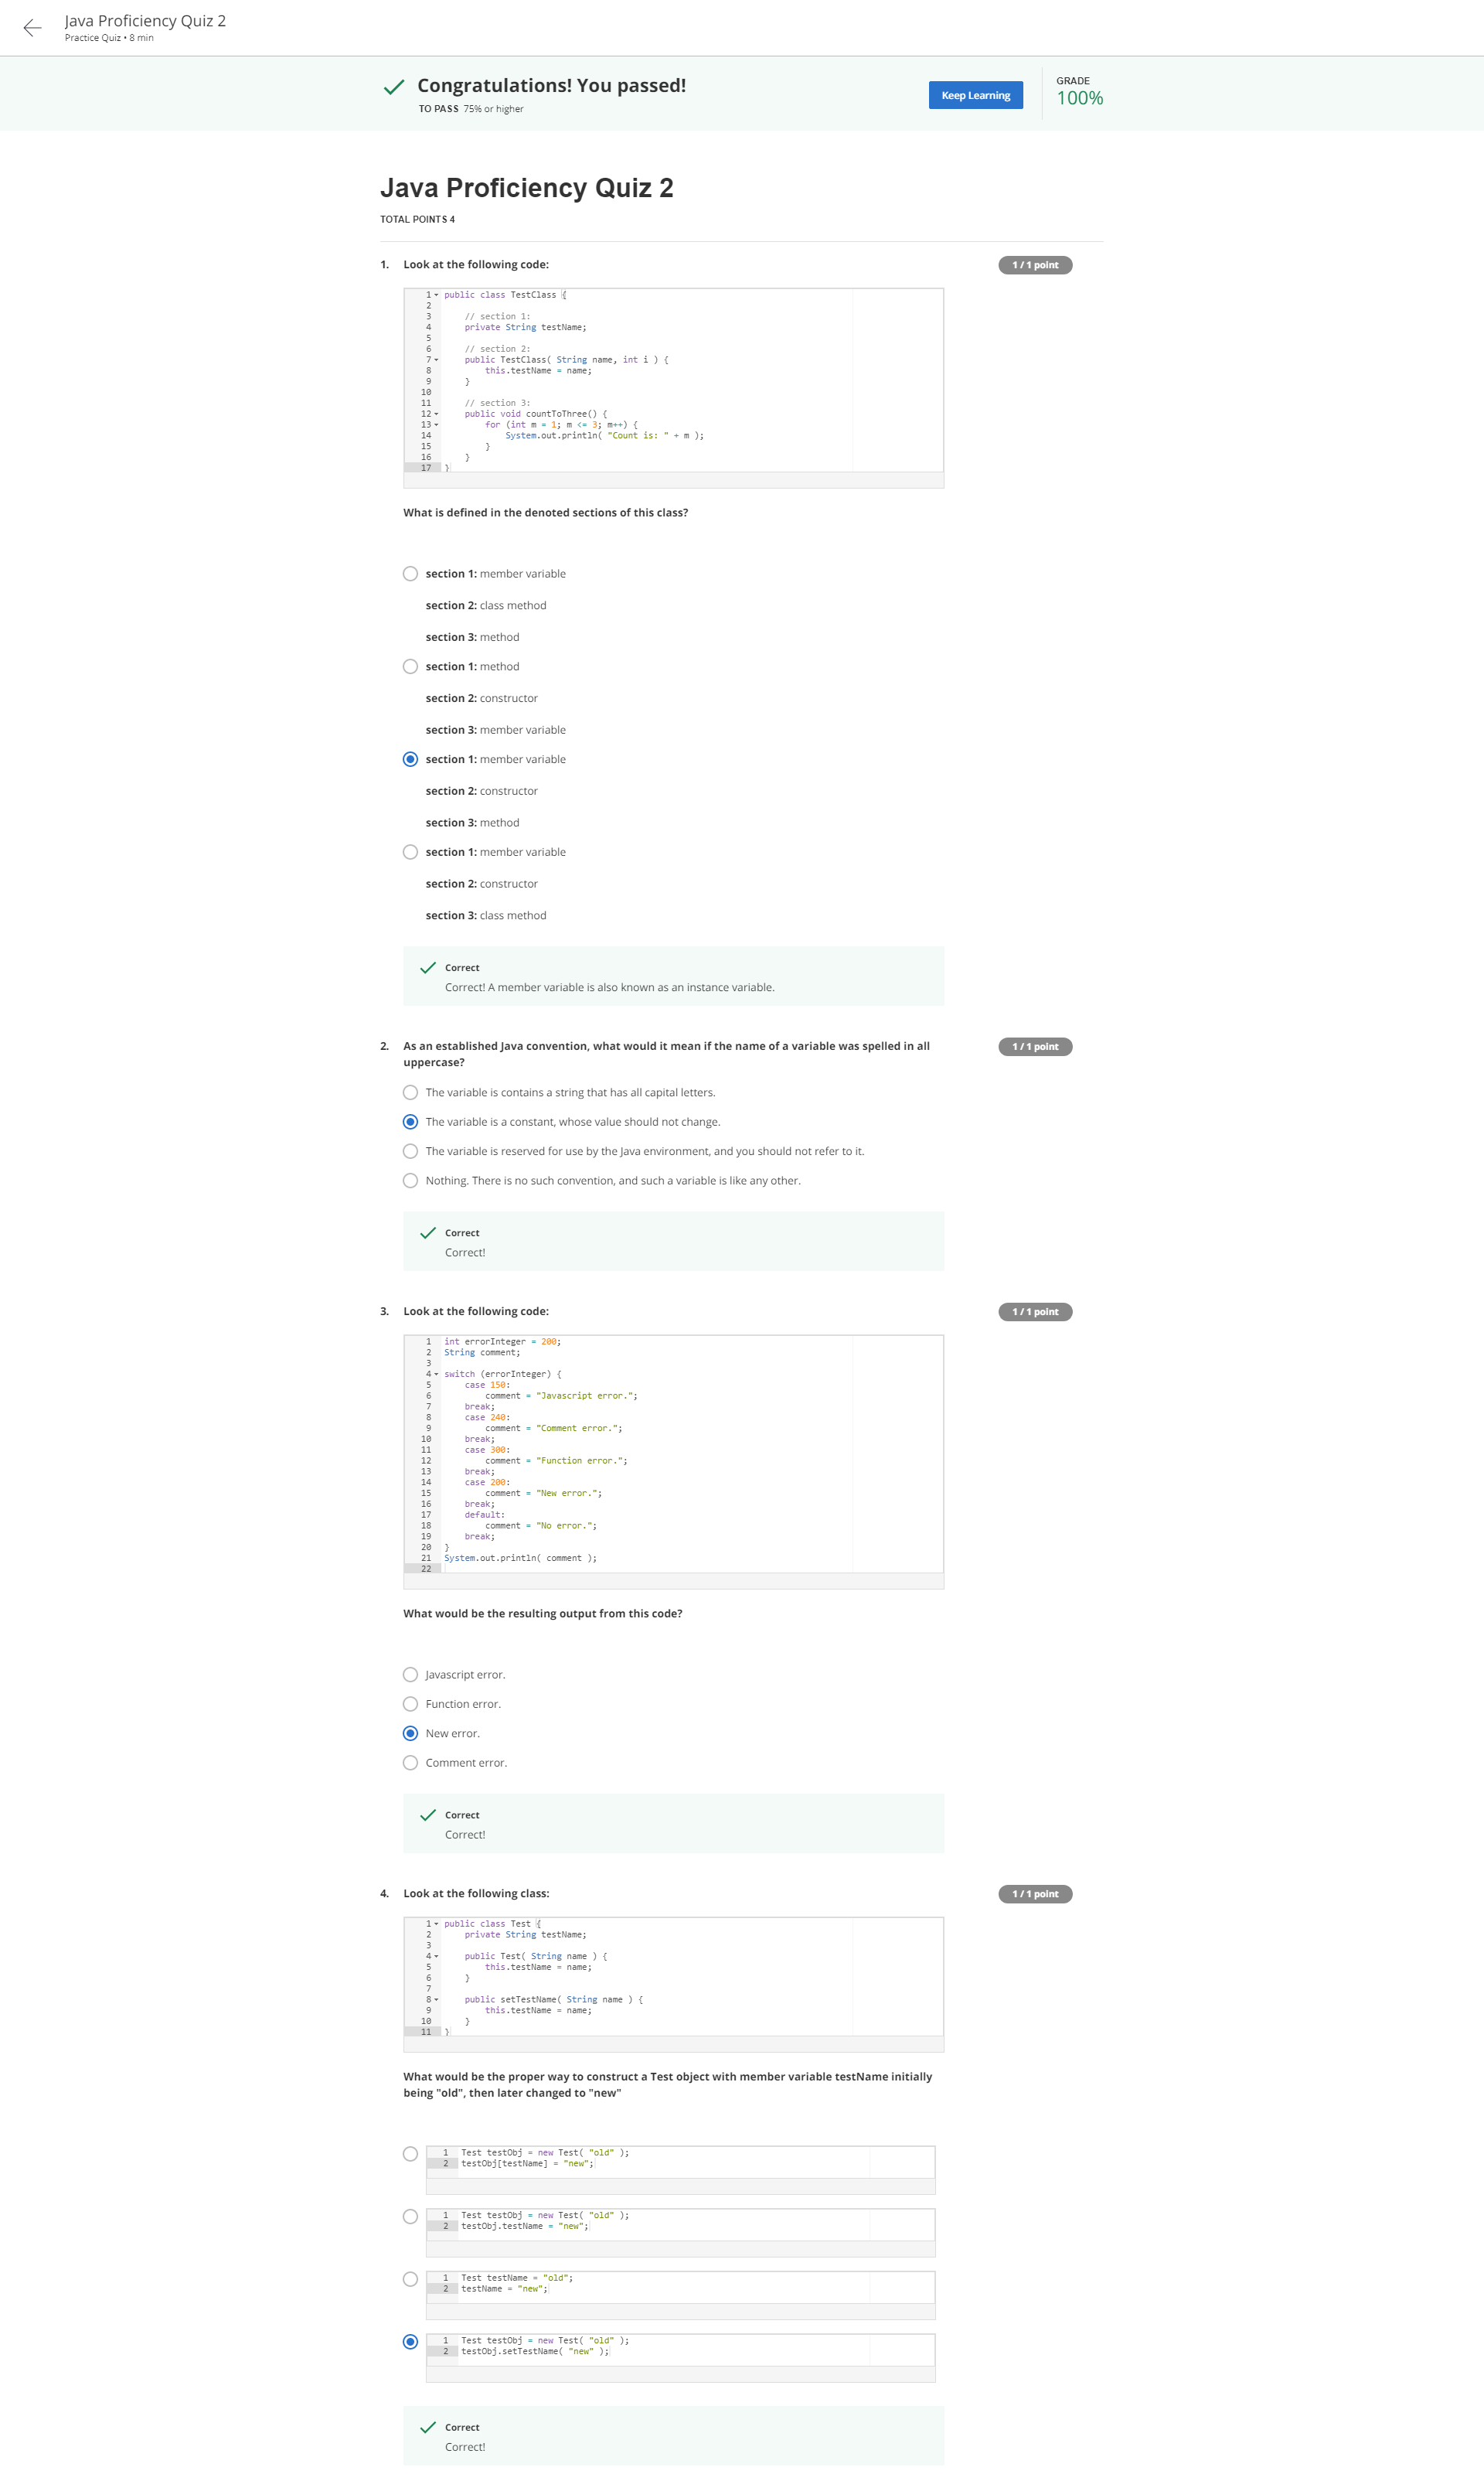 Java Proficiency Quiz 2
Practice Quiz • 8 min
Congratulations! You passed!
TO PASS 75% or higher
Keep Learning
GRADE
100%
Java Proficiency Quiz 2
TOTAL POINTS 4
1. Look at the following code:
1 / 1 point
1 public class TestClass {
2
3 // section 1:
4 private String testName;
5
6 // section 2:
7 public TestClass( String name, int i ) {
8 this.testName = name;
9 }
10
11 // section 3:
12 public void countToThree() {
13 for (int m = 1; m <= 3; m++) {
14 System.out.println( "Count is: " + m );
15 }
16 }
17 }
What is defined in the denoted sections of this class?
section 1: member variable
section 2: class method
section 3: method
section 1: method
section 2: constructor
section 3: member variable
section 1: member variable
section 2: constructor
section 3: method
section 1: member variable
section 2: constructor
section 3: class method
Correct
Correct! A member variable is also known as an instance variable.
2. As an established Java convention, what would it mean if the name of a variable was spelled in all
uppercase?
1 / 1 point
The variable is contains a string that has all capital letters.
The variable is a constant, whose value should not change.
The variable is reserved for use by the Java environment, and you should not refer to it.
Nothing. There is no such convention, and such a variable is like any other.
Correct
Correct!
3. Look at the following code:
1 / 1 point
1 int errorInteger = 200;
2 String comment;
3
4 switch (errorInteger) {
5 case 150:
6 comment = "Javascript error.";
7 break;
8 case 240:
9 comment = "Comment error.";
10 break;
11 case 300:
12 comment = "Function error.";
13 break;
14 case 200:
15 comment = "New error.";
16 break;
17 default:
18 comment = "No error.";
19 break;
20 }
21 System.out.println( comment );
22
What would be the resulting output from this code?
Javascript error.
Function error.
New error.
Comment error.
Correct
Correct!
4. Look at the following class:
1 / 1 point
1 public class Test {
2 private String testName;
3
4 public Test( String name ) {
5 this.testName = name;
6 }
7
8 public setTestName( String name ) {
9 this.testName = name;
10 }
11 }
What would be the proper way to construct a Test object with member variable testName initially
being "old", then later changed to "new"
1 Test testObj = new Test( "old" );
2 testObj[testName] = "new";
1 Test testObj = new Test( "old" );
2 testObj.testName = "new";
1 Test testName = "old";
2 testName = "new";
1 Test testObj = new Test( "old" );
2 testObj.setTestName( "new" );
Correct
Correct!